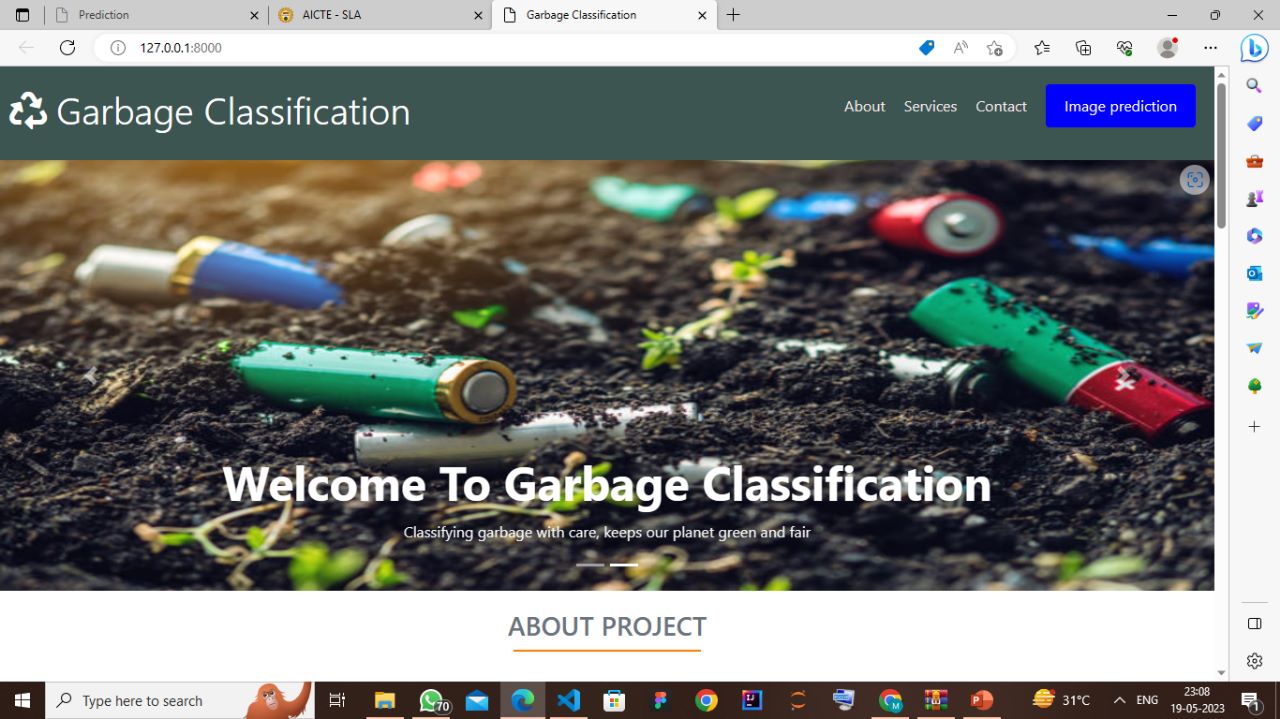 Prediction
AICTE - SLA
Garbage Classification
127.0.0.1:8000
Garbage Classification
About
Services
Contact
Image prediction
Welcome To Garbage Classification
Classifying garbage with care, keeps our planet green and fair
ABOUT PROJECT
Type here to search
70
M
31°C
ENG
23:08
19-05-2023
1